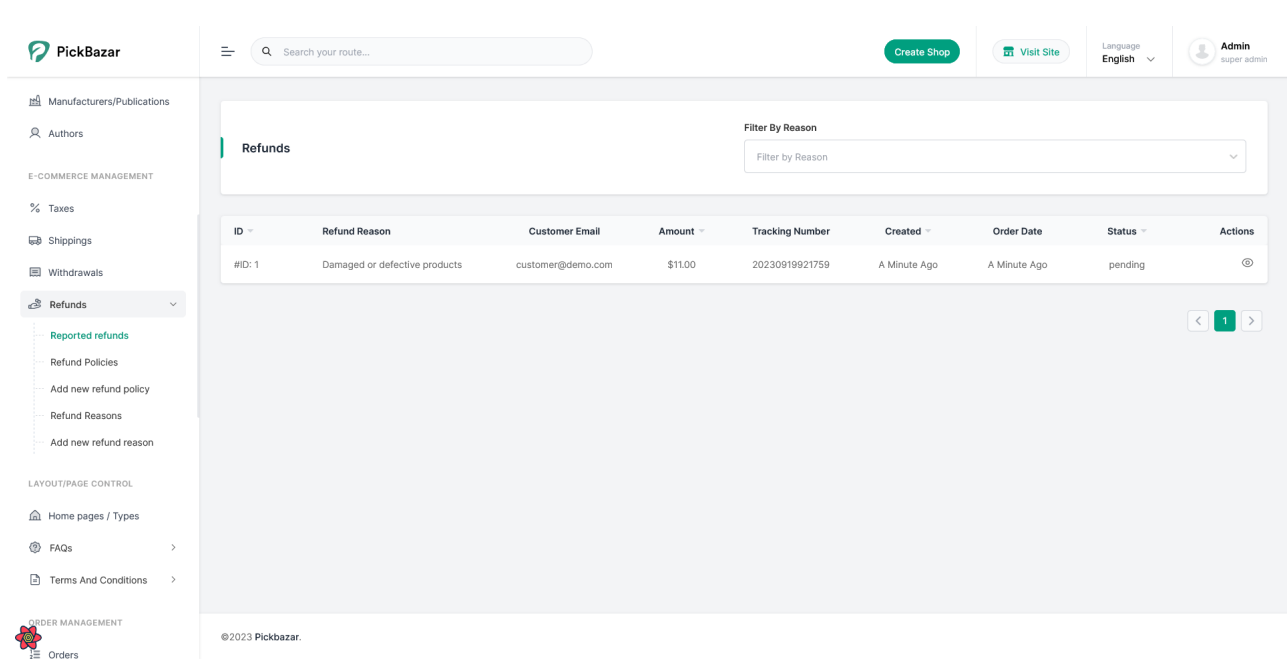 PickBazar
Search your route...
Create Shop
Visit Site
Language
English
Admin
super admin
Manufacturers/Publications
Authors
E-COMMERCE MANAGEMENT
Taxes
Shippings
Withdrawals
Refunds
Reported refunds
Refund Policies
Add new refund policy
Refund Reasons
Add new refund reason
LAYOUT/PAGE CONTROL
Home pages / Types
FAQs
Terms And Conditions
ORDER MANAGEMENT
Orders
Refunds
Filter By Reason
Filter by Reason
ID Refund Reason Customer Email Amount Tracking Number Created Order Date Status Actions
#ID: 1 Damaged or defective products customer@demo.com $11.00 20230919921759 A Minute Ago A Minute Ago pending
1
©2023 Pickbazar.